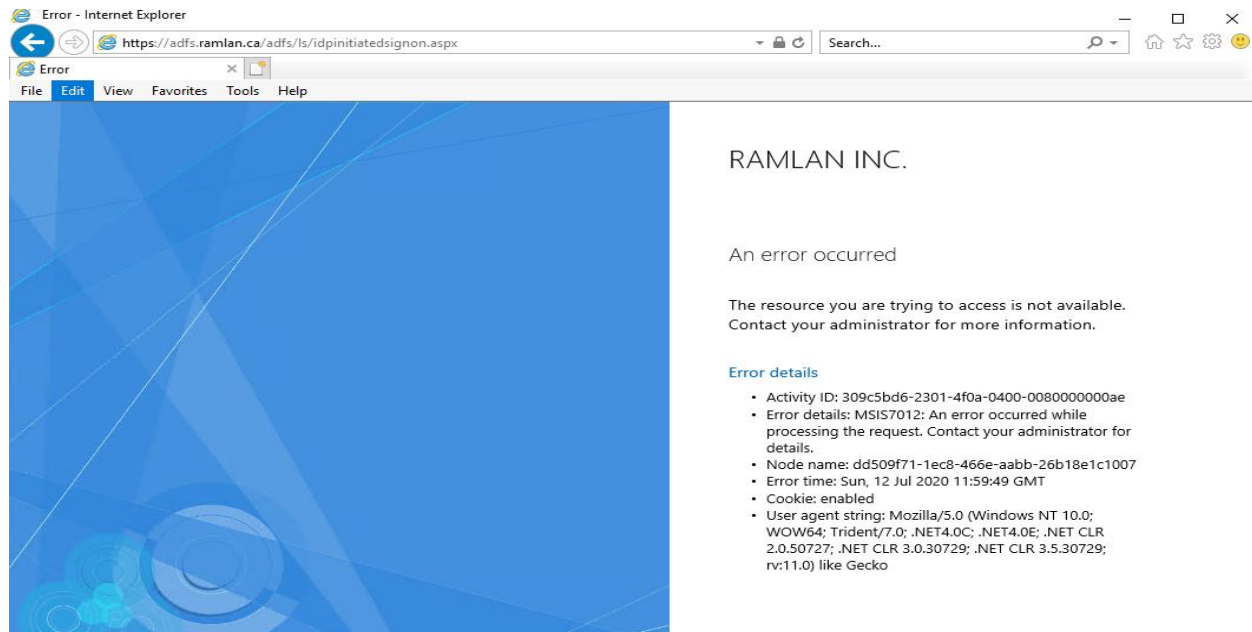 Error - Internet Explorer
https://adfs.ramlan.ca/adfs/ls/idpinitiatedsignon.aspx
Search...
Error
File Edit View Favorites Tools Help
RAMLAN INC.
An error occurred
The resource you are trying to access is not available.
Contact your administrator for more information.
Error details
• Activity ID: 309c5bd6-2301-4f0a-0400-0080000000ae
• Error details: MSIS7012: An error occurred while
processing the request. Contact your administrator for
details.
• Node name: dd509f71-1ec8-466e-aabb-26b18e1c1007
• Error time: Sun, 12 Jul 2020 11:59:49 GMT
• Cookie: enabled
• User agent string: Mozilla/5.0 (Windows NT 10.0;
WOW64; Trident/7.0; .NET4.0C; .NET4.0E; .NET CLR
2.0.50727; .NET CLR 3.0.30729; .NET CLR 3.5.30729;
rv:11.0) like Gecko